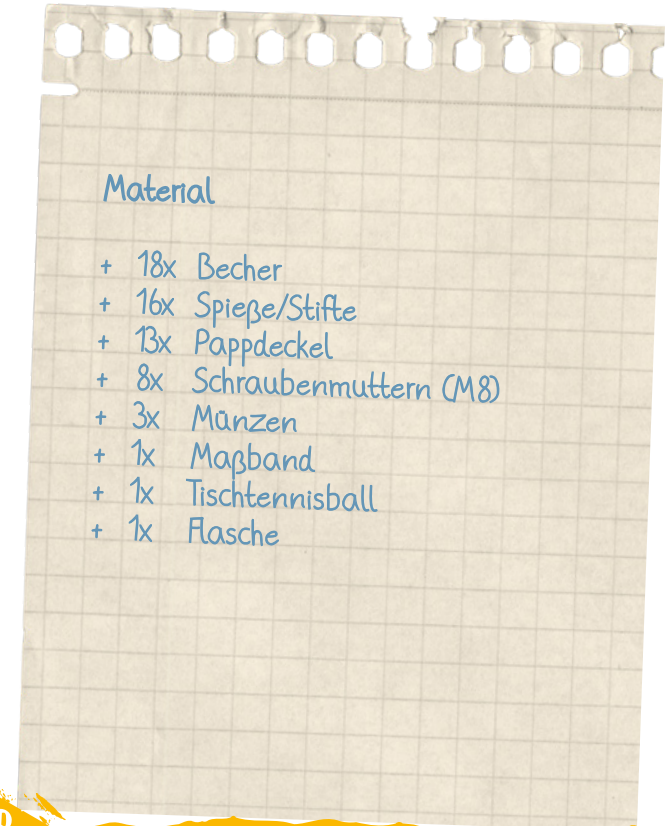 Material
+ 18x Becher
+ 16x Spieße/Stifte
+ 13x Pappdeckel
+ 8x Schraubenmuttern (M8)
+ 3x Münzen
+ 1x Maßband
+ 1x Tischtennisball
+ 1x Flasche